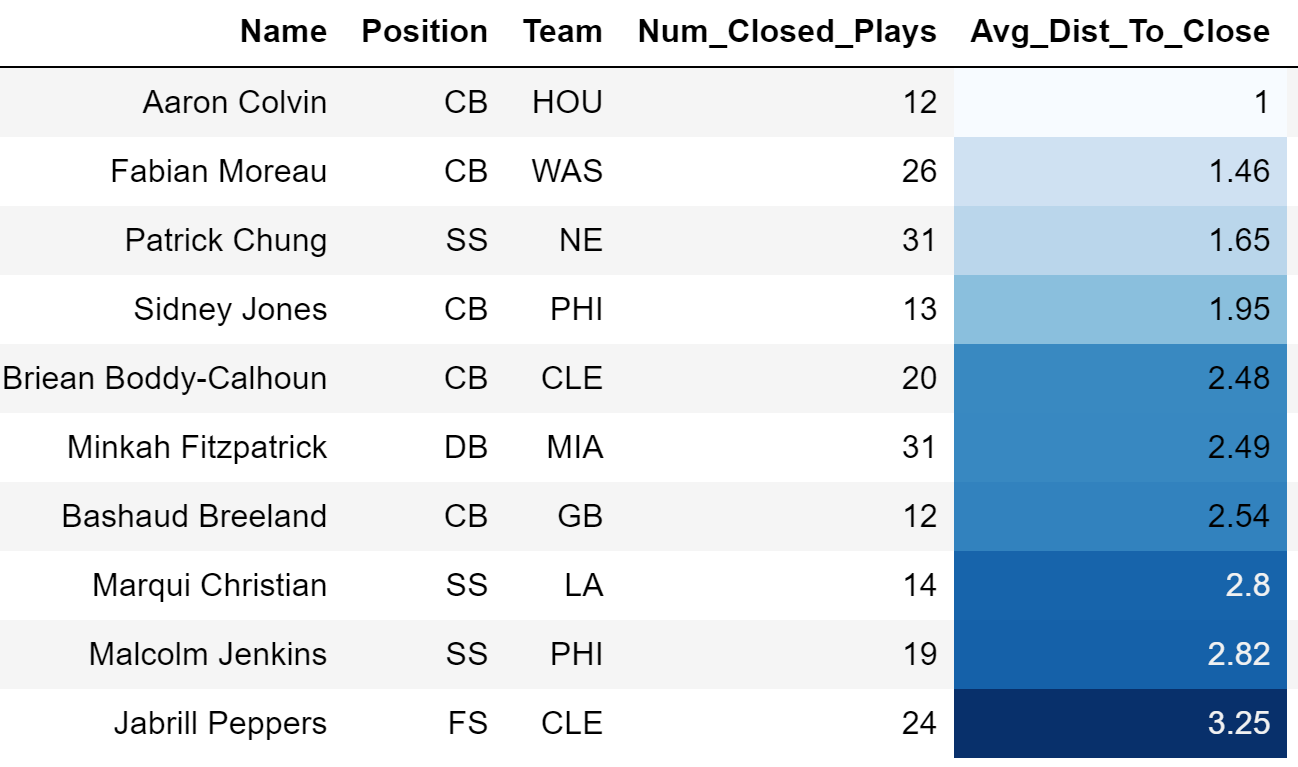 Name Position Team Num_Closed_Plays Avg_Dist_To_Close
Aaron Colvin CB HOU 12 1
Fabian Moreau CB WAS 26 1.46
Patrick Chung SS NE 31 1.65
Sidney Jones CB PHI 13 1.95
Briean Boddy-Calhoun CB CLE 20 2.48
Minkah Fitzpatrick DB MIA 31 2.49
Bashaud Breeland CB GB 12 2.54
Marqui Christian SS LA 14 2.8
Malcolm Jenkins SS PHI 19 2.82
Jabrill Peppers FS CLE 24 3.25